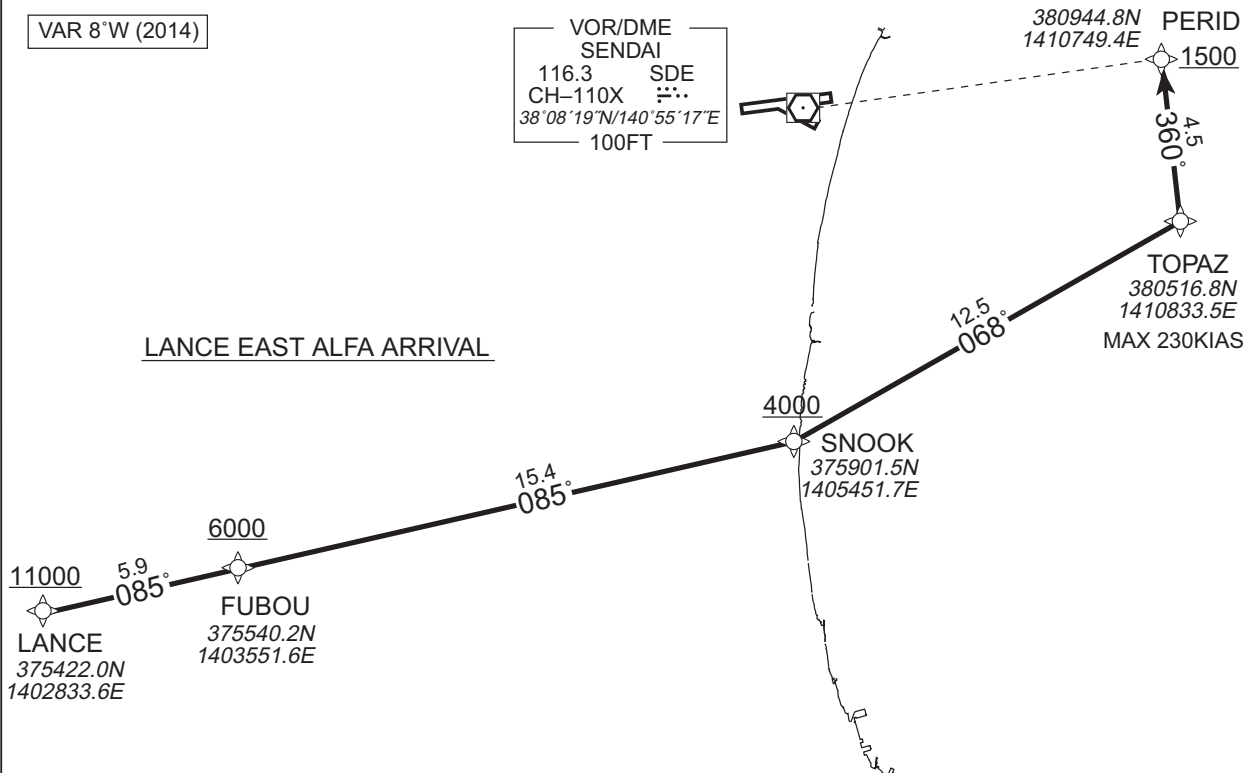 VAR 8°W (2014)
VOR/DME
SENDAI
116.3 SDE
CH–110X
38°08´19˝N/140°55´17˝E
100FT
380944.8N PERID
1410749.4E
1500
4.5
360°
TOPAZ
380516.8N
1410833.5E
MAX 230KIAS
12.5
068°
LANCE EAST ALFA ARRIVAL
4000
SNOOK
375901.5N
1405451.7E
15.4
085°
6000
FUBOU
375540.2N
1403551.6E
5.9
085°
11000
LANCE
375422.0N
1402833.6E